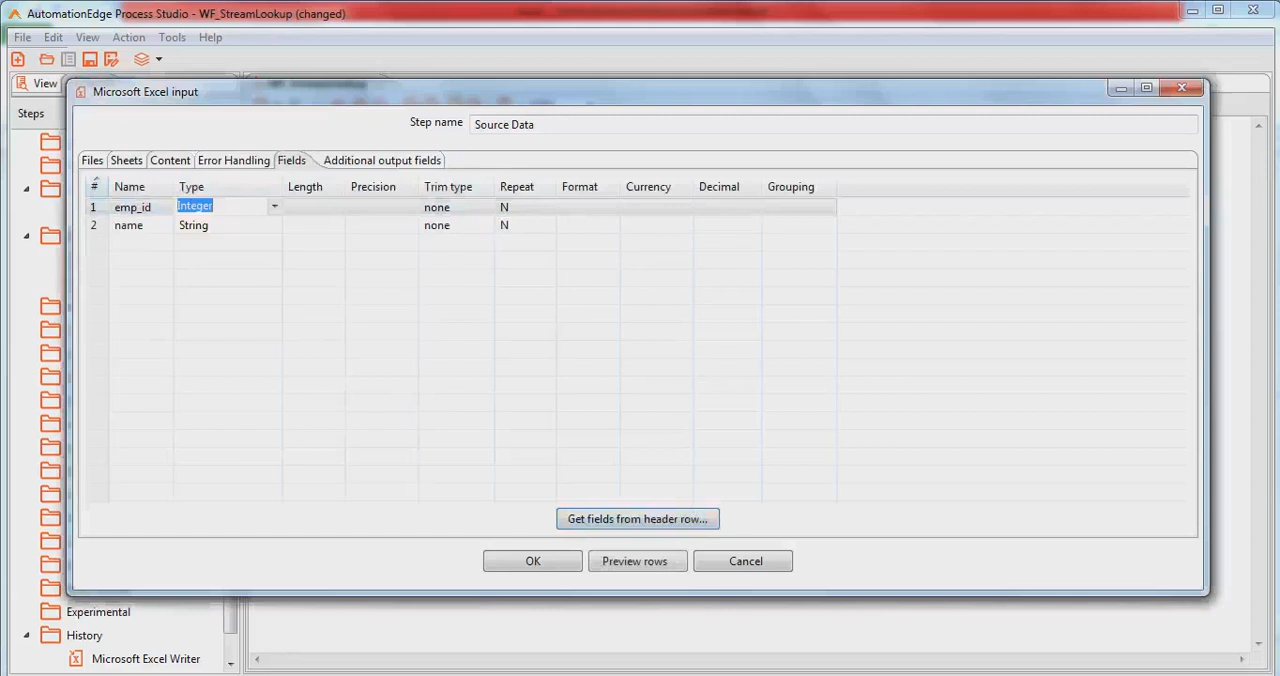 AutomationEdge Process Studio - WF_StreamLookup (changed)
File Edit View Action Tools Help
View
Steps
Microsoft Excel input
Step name Source Data
Files Sheets Content Error Handling Fields Additional output fields
# Name Type Length Precision Trim type Repeat Format Currency Decimal Grouping
1 emp_id Integer none N
2 name String none N
Get fields from header row...
OK Preview rows Cancel
Experimental
History
Microsoft Excel Writer